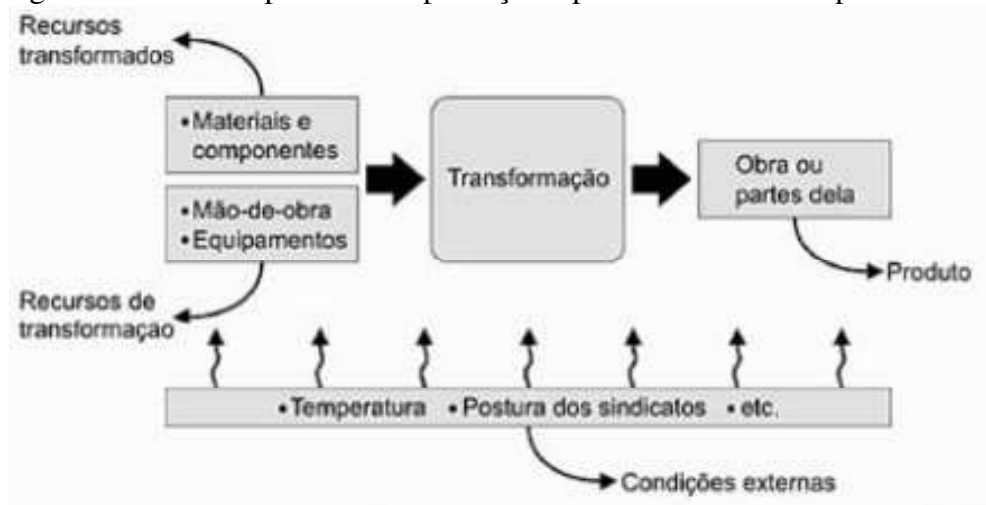 Recursos
transformados
• Materiais e
componentes
• Mão-de-obra
• Equipamentos
Recursos de
transformação
Transformação
Obra ou
partes dela
Produto
• Temperatura • Postura dos sindicatos • etc.
Condições externas